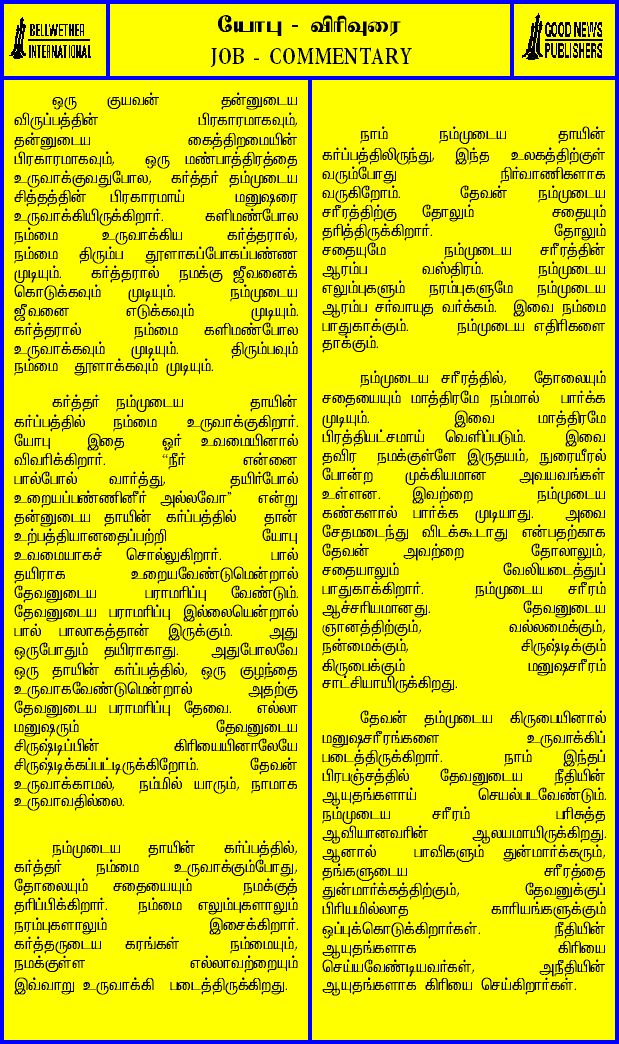 BELLWETHER
INTERNATIONAL
யோபு - விரிவுரை
JOB - COMMENTARY
GOOD NEWS
PUBLISHERS
ஒரு குயவன் தன்னுடைய
விருப்பத்தின் பிரகாரமாகவும்,
தன்னுடைய கைத்திறமையின்
பிரகாரமாகவும், ஒரு மண்பாத்திரத்தை
உருவாக்குவதுபோல, கர்த்தர் தம்முடைய
சித்தத்தின் பிரகாரமாய் மனுஷரை
உருவாக்கியிருக்கிறார். களிமண்போல
நம்மை உருவாக்கிய கர்த்தரால்,
நம்மை திரும்ப தூளாகப்போகப்பண்ண
முடியும். கர்த்தரால் நமக்கு ஜீவனைக்
கொடுக்கவும் முடியும். நம்முடைய
ஜீவனை எடுக்கவும் முடியும்.
கர்த்தரால் நம்மை களிமண்போல
உருவாக்கவும் முடியும். திரும்பவும்
நம்மை தூளாக்கவும் முடியும்.
கர்த்தர் நம்முடைய தாயின்
கர்ப்பத்தில் நம்மை உருவாக்குகிறார்.
யோபு இதை ஓர் உவமையினால்
விவரிக்கிறார். “நீர் என்னை
பால்போல் வார்த்து, தயிர்போல்
உறையப்பண்ணினீர் அல்லவோ” என்று
தன்னுடைய தாயின் கர்ப்பத்தில் தான்
உற்பத்தியானதைப்பற்றி யோபு
உவமையாகச் சொல்லுகிறார். பால்
தயிராக உறையவேண்டுமென்றால்
தேவனுடைய பராமரிப்பு வேண்டும்.
தேவனுடைய பராமரிப்பு இல்லையென்றால்
பால் பாலாகத்தான் இருக்கும். அது
ஒருபோதும் தயிராகாது. அதுபோலவே
ஒரு தாயின் கர்ப்பத்தில், ஒரு குழந்தை
உருவாகவேண்டுமென்றால் அதற்கு
தேவனுடைய பராமரிப்பு தேவை. எல்லா
மனுஷரும் தேவனுடைய
சிருஷ்டிப்பின் கிரியையினாலேயே
சிருஷ்டிக்கப்பட்டிருக்கிறோம். தேவன்
உருவாக்காமல், நம்மில் யாரும், நாமாக
உருவாவதில்லை.
நம்முடைய தாயின் கர்ப்பத்தில்,
கர்த்தர் நம்மை உருவாக்கும்போது,
தோலையும் சதையையும் நமக்குத்
தரிப்பிக்கிறார். நம்மை எலும்புகளாலும்
நரம்புகளாலும் இசைக்கிறார்.
கர்த்தருடைய கரங்கள் நம்மையும்,
நமக்குள்ள எல்லாவற்றையும்
இவ்வாறு உருவாக்கி படைத்திருக்கிறது.
நாம் நம்முடைய தாயின்
கர்ப்பத்திலிருந்து, இந்த உலகத்திற்குள்
வரும்போது நிர்வாணிகளாக
வருகிறோம். தேவன் நம்முடைய
சரீரத்திற்கு தோலும் சதையும்
தரித்திருக்கிறார். தோலும்
சதையுமே நம்முடைய சரீரத்தின்
ஆரம்ப வஸ்திரம். நம்முடைய
எலும்புகளும் நரம்புகளுமே நம்முடைய
ஆரம்ப சர்வாயுத வர்க்கம். இவை நம்மை
பாதுகாக்கும். நம்முடைய எதிரிகளை
தாக்கும்.
நம்முடைய சரீரத்தில், தோலையும்
சதையையும் மாத்திரமே நம்மால் பார்க்க
முடியும். இவை மாத்திரமே
பிரத்தியட்சமாய் வெளிப்படும். இவை
தவிர நமக்குள்ளே இருதயம், நுரையீரல்
போன்ற முக்கியமான அவயவங்கள்
உள்ளன. இவற்றை நம்முடைய
கண்களால் பார்க்க முடியாது. அவை
சேதமடைந்து விடக்கூடாது என்பதற்காக
தேவன் அவற்றை தோலாலும்,
சதையாலும் வேலியடைத்துப்
பாதுகாக்கிறார். நம்முடைய சரீரம்
ஆச்சரியமானது. தேவனுடைய
ஞானத்திற்கும், வல்லமைக்கும்,
நன்மைக்கும், சிருஷ்டிக்கும்
கிருபைக்கும் மனுஷசரீரம்
சாட்சியாயிருக்கிறது.
தேவன் தம்முடைய கிருபையினால்
மனுஷசரீரங்களை உருவாக்கிப்
படைத்திருக்கிறார். நாம் இந்தப்
பிரபஞ்சத்தில் தேவனுடைய நீதியின்
ஆயுதங்களாய் செயல்படவேண்டும்.
நம்முடைய சரீரம் பரிசுத்த
ஆவியானவரின் ஆலயமாயிருக்கிறது.
ஆனால் பாவிகளும் துன்மார்க்கரும்,
தங்களுடைய சரீரத்தை
துன்மார்க்கத்திற்கும், தேவனுக்குப்
பிரியமில்லாத காரியங்களுக்கும்
ஒப்புக்கொடுக்கிறார்கள். நீதியின்
ஆயுதங்களாக கிரியை
செய்யவேண்டியவர்கள், அநீதியின்
ஆயுதங்களாக கிரியை செய்கிறார்கள்.